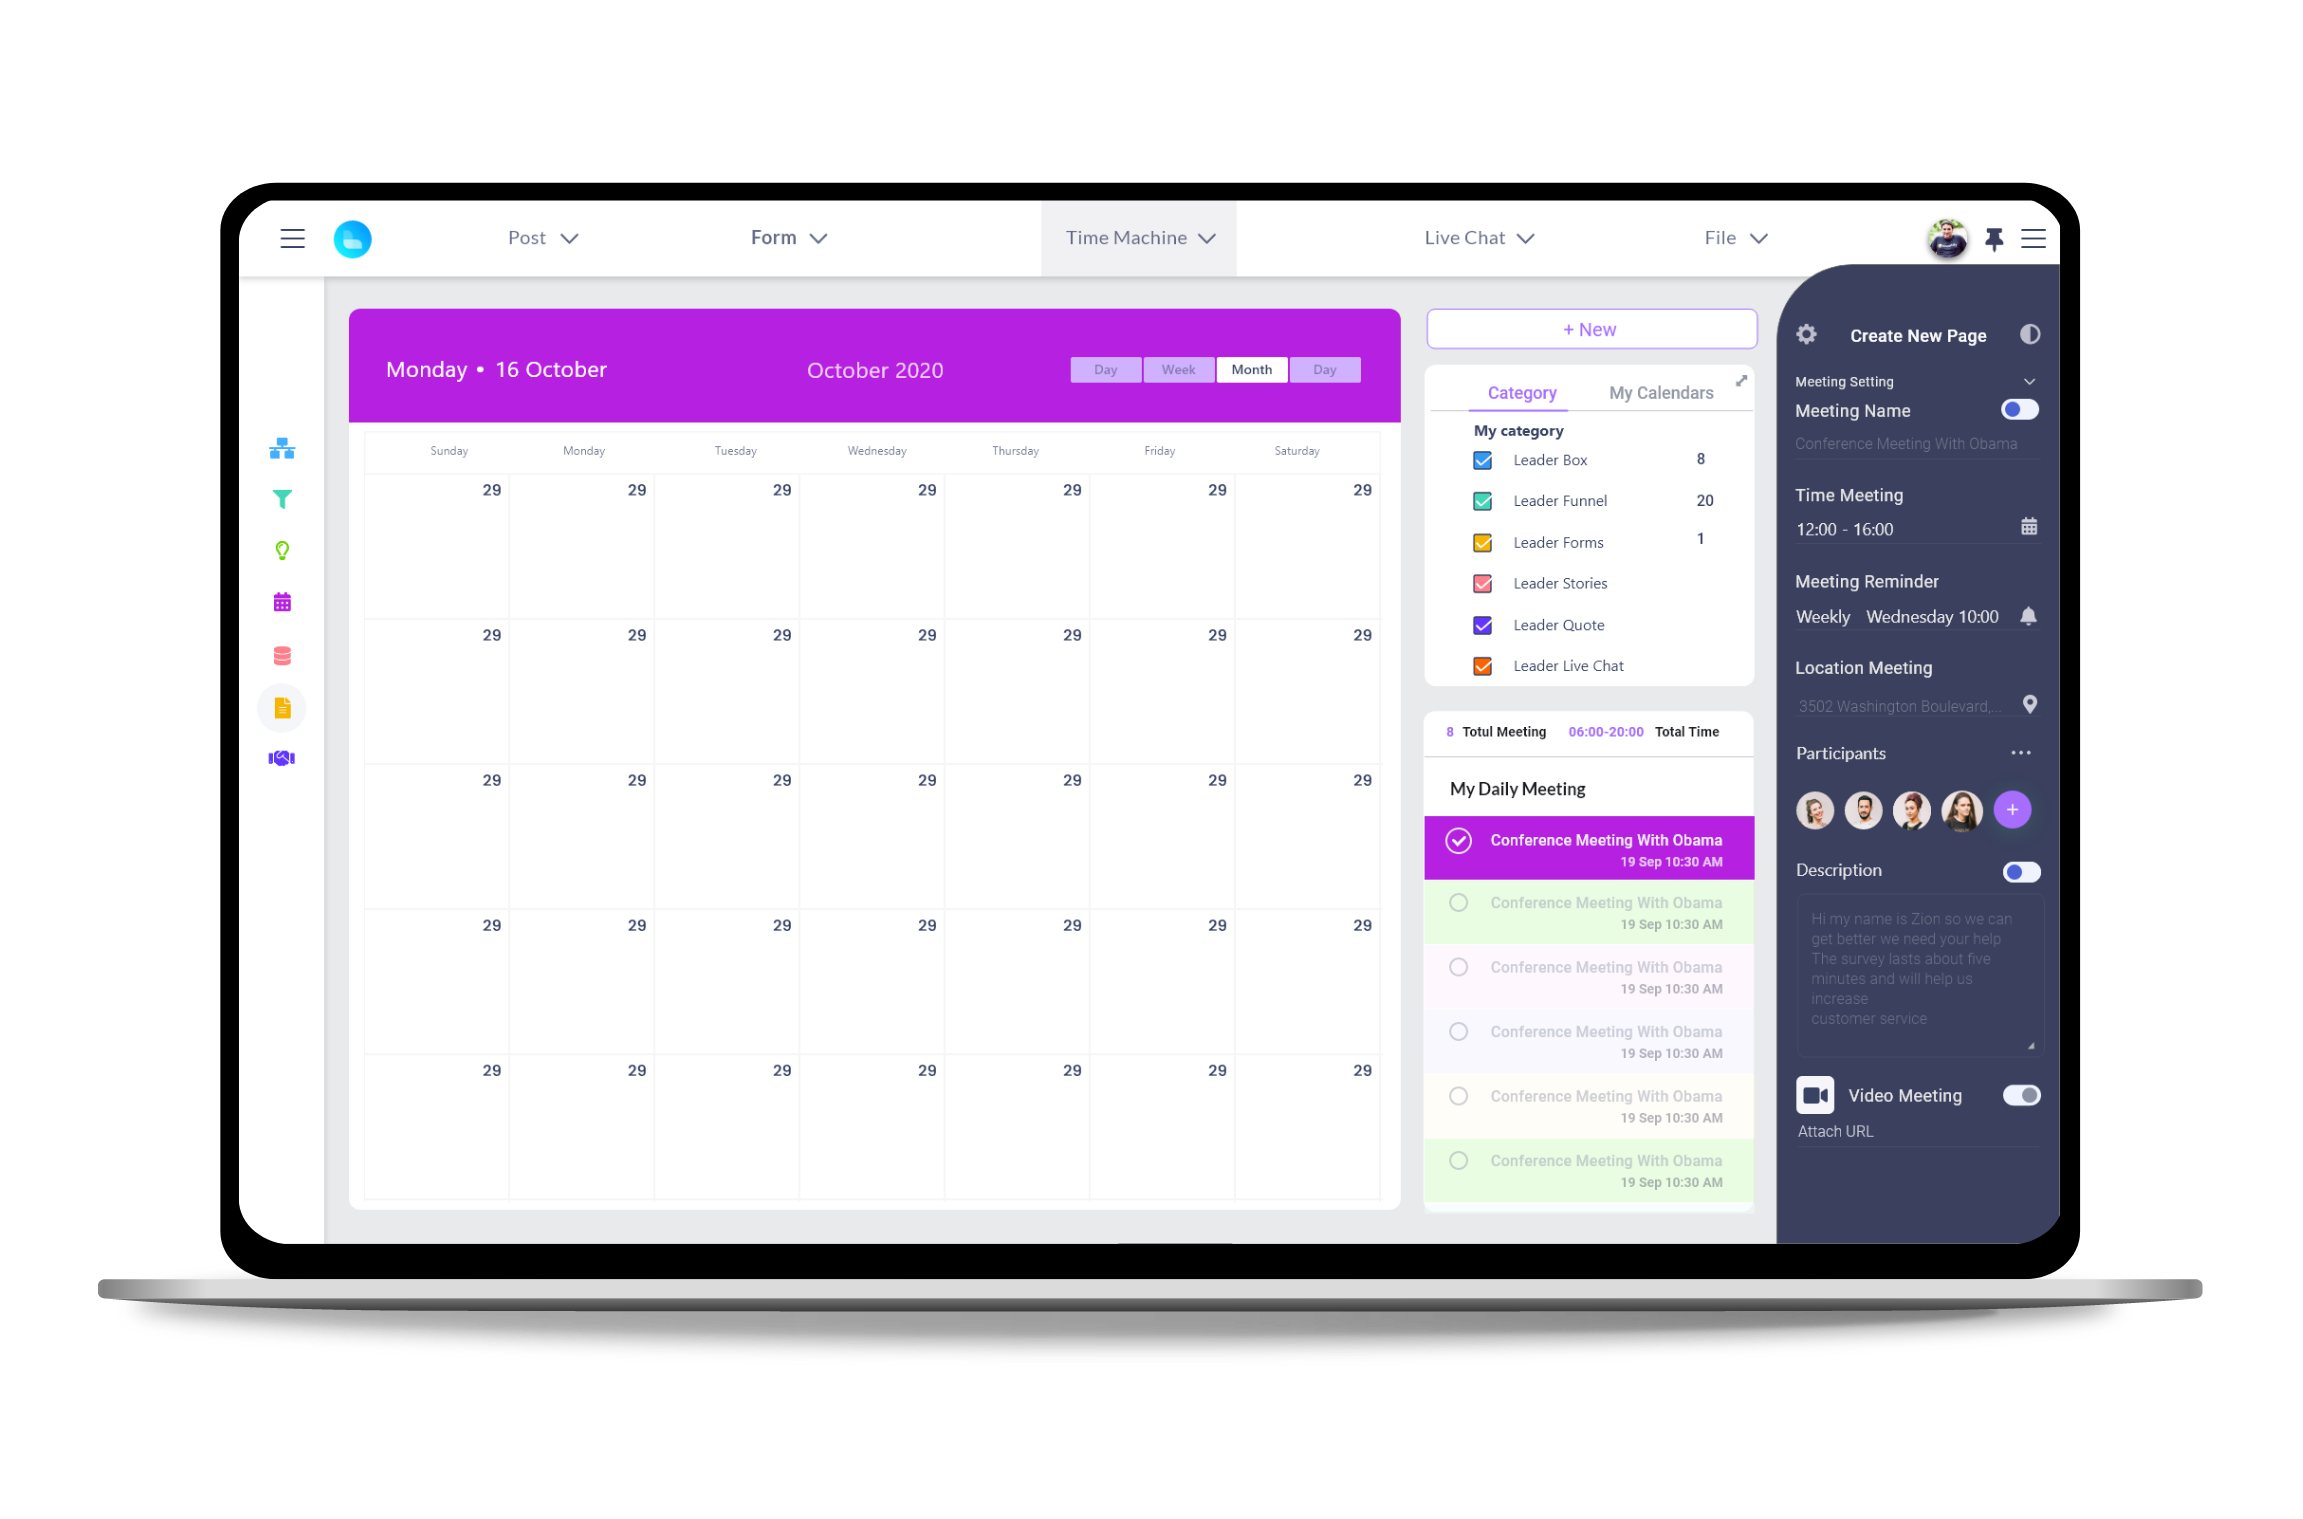 Post
Form
Time Machine
Live Chat
File
Monday • 16 October
October 2020
Day
Week
Month
Day
Sunday Monday Tuesday Wednesday Thursday Friday Saturday
29 29 29 29 29 29 29
29 29 29 29 29 29 29
29 29 29 29 29 29 29
29 29 29 29 29 29 29
29 29 29 29 29 29 29
+ New
Category
My Calendars
My category
Leader Box 8
Leader Funnel 20
Leader Forms 1
Leader Stories
Leader Quote
Leader Live Chat
8 Totul Meeting 06:00-20:00 Total Time
My Daily Meeting
Conference Meeting With Obama
19 Sep 10:30 AM
Conference Meeting With Obama
19 Sep 10:30 AM
Conference Meeting With Obama
19 Sep 10:30 AM
Conference Meeting With Obama
19 Sep 10:30 AM
Conference Meeting With Obama
19 Sep 10:30 AM
Conference Meeting With Obama
19 Sep 10:30 AM
Create New Page
Meeting Setting
Meeting Name
Conference Meeting With Obama
Time Meeting
12:00 - 16:00
Meeting Reminder
Weekly Wednesday 10:00
Location Meeting
3502 Washington Boulevard,...
Participants
Description
Hi my name is Zion so we can
get better we need your help
The survey lasts about five
minutes and will help us
increase
customer service
Video Meeting
Attach URL